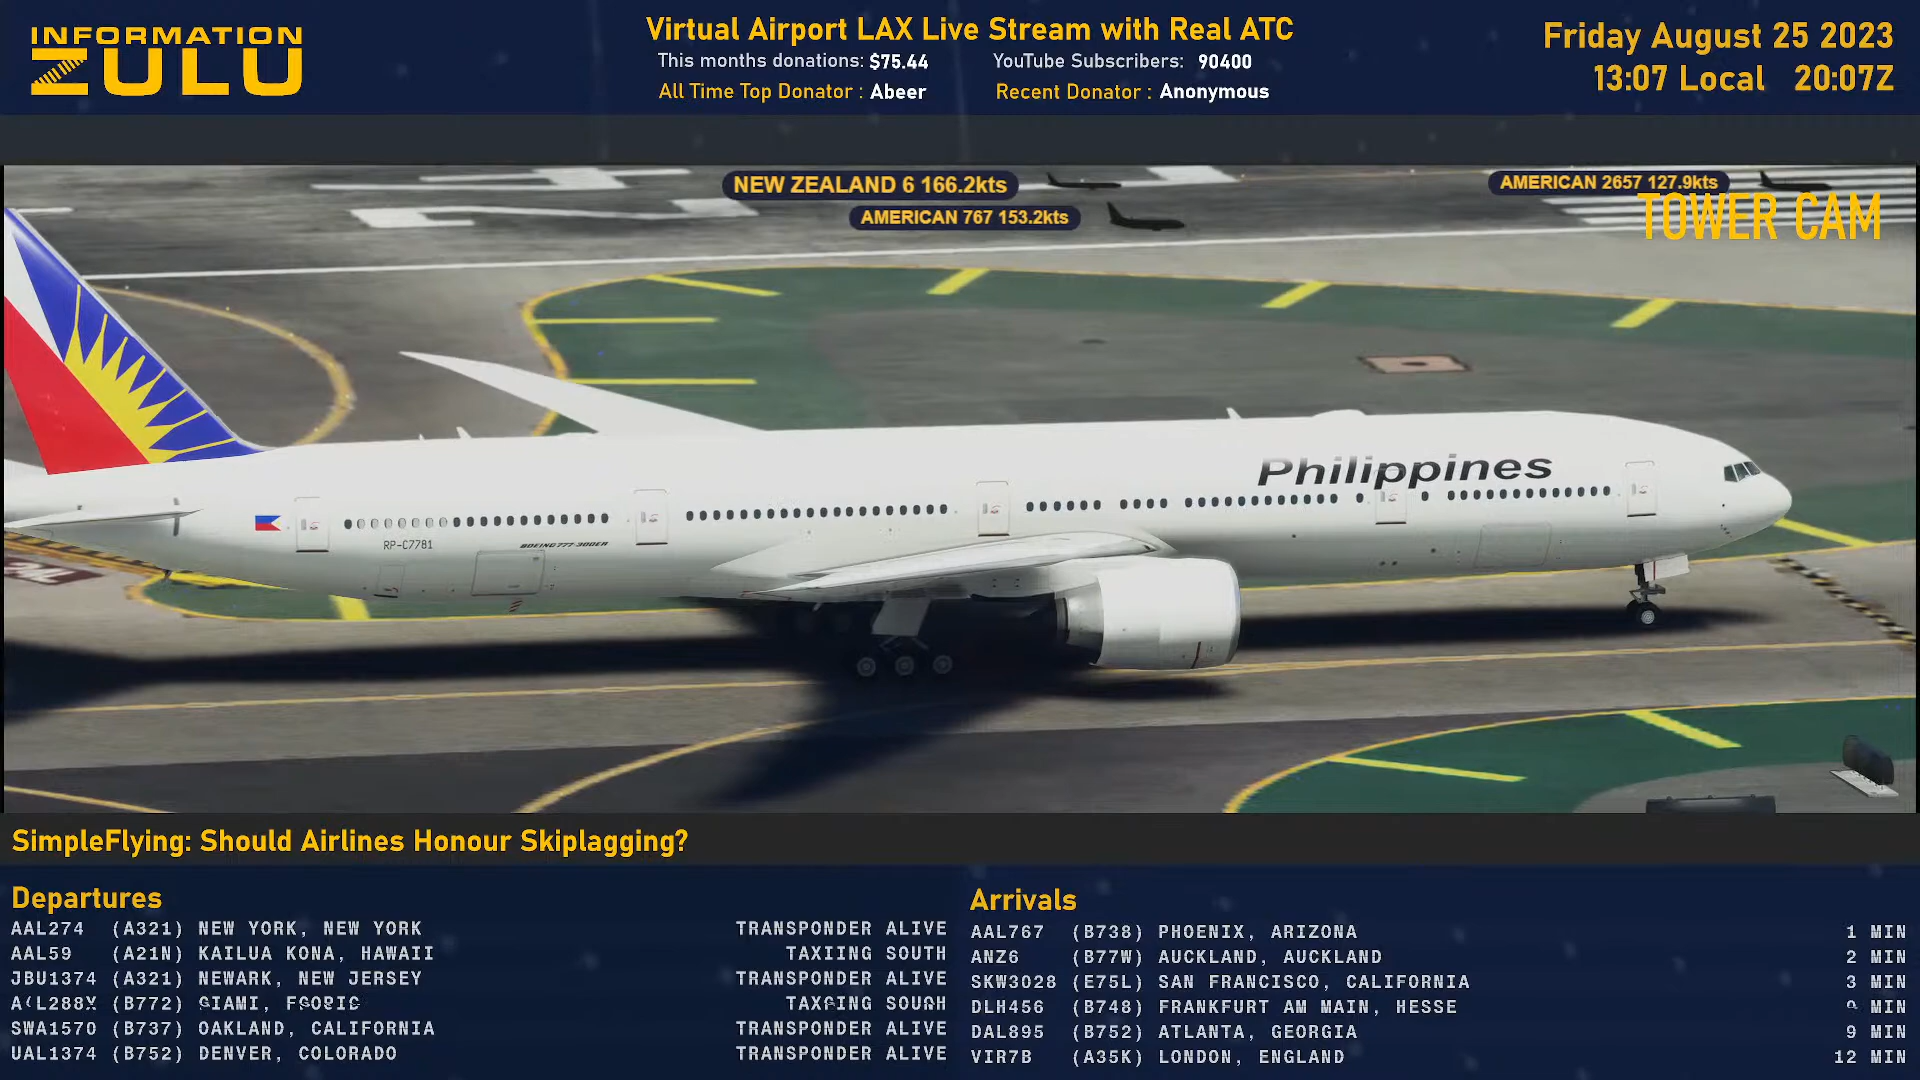 INFORMATION
ZULU
Virtual Airport LAX Live Stream with Real ATC
This months donations: $75.44 YouTube Subscribers: 90400
All Time Top Donator : Abeer Recent Donator : Anonymous
Friday August 25 2023
13:07 Local 20:07Z
NEW ZEALAND 6 166.2kts
AMERICAN 2657 127.9kts
AMERICAN 767 153.2kts
TOWER CAM
Philippines
RP-C7781
BOEING 777-300ER
SimpleFlying: Should Airlines Honour Skiplagging?
Departures
AAL274 (A321) NEW YORK, NEW YORK TRANSPONDER ALIVE
AAL59 (A21N) KAILUA KONA, HAWAII TAXIING SOUTH
JBU1374 (A321) NEWARK, NEW JERSEY TRANSPONDER ALIVE
(B772)
SWA1570 (B737) OAKLAND, CALIFORNIA TRANSPONDER ALIVE
UAL1374 (B752) DENVER, COLORADO TRANSPONDER ALIVE
Arrivals
AAL767 (B738) PHOENIX, ARIZONA 1 MIN
ANZ6 (B77W) AUCKLAND, AUCKLAND 2 MIN
SKW3028 (E75L) SAN FRANCISCO, CALIFORNIA 3 MIN
DLH456 (B748) FRANKFURT AM MAIN, HESSE MIN
DAL895 (B752) ATLANTA, GEORGIA 9 MIN
VIR7B (A35K) LONDON, ENGLAND 12 MIN